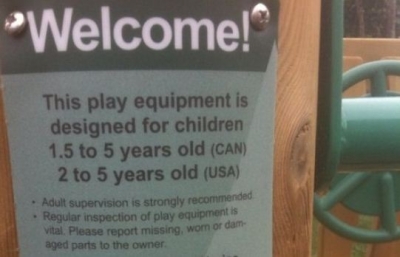 Welcome!
This play equipment is
designed for children
1.5 to 5 years old (CAN)
2 to 5 years old (USA)
• Adult supervision is strongly recommended.
• Regular inspection of play equipment is
vital. Please report missing, worn or dam-
aged parts to the owner.